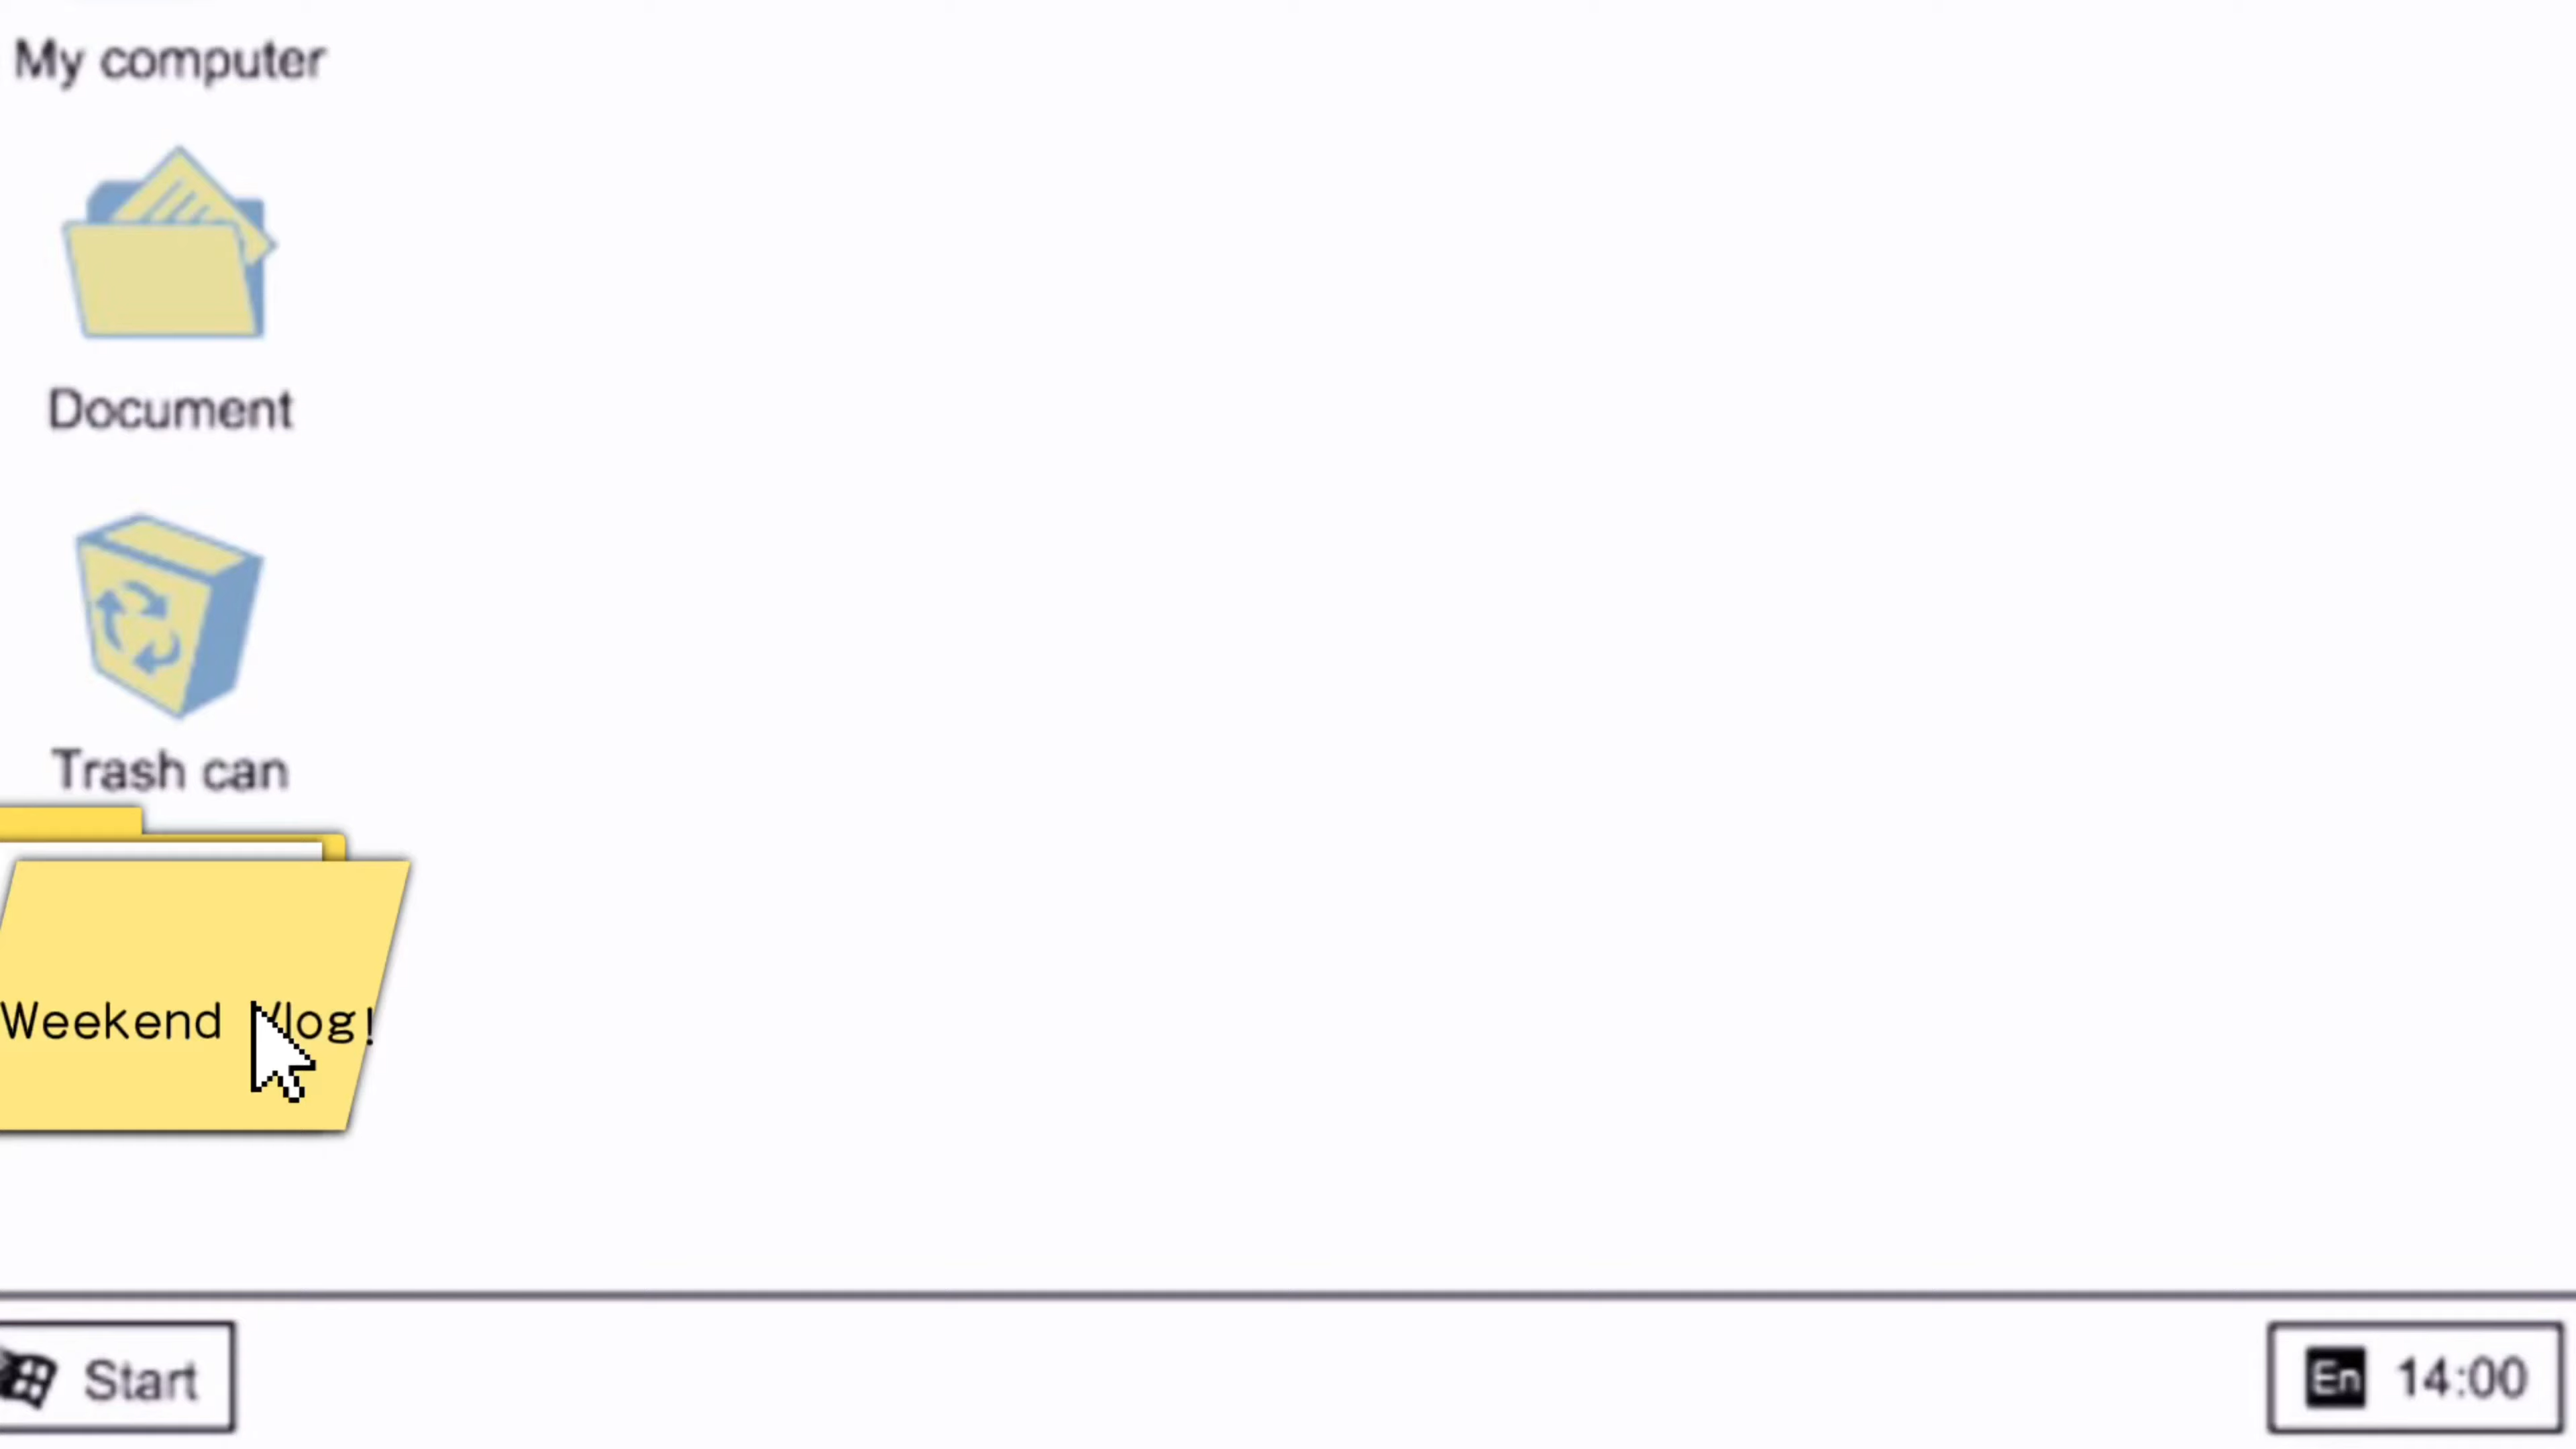 My computer
Document
Trash can
Weekend Vlog!
Start
En 14:00